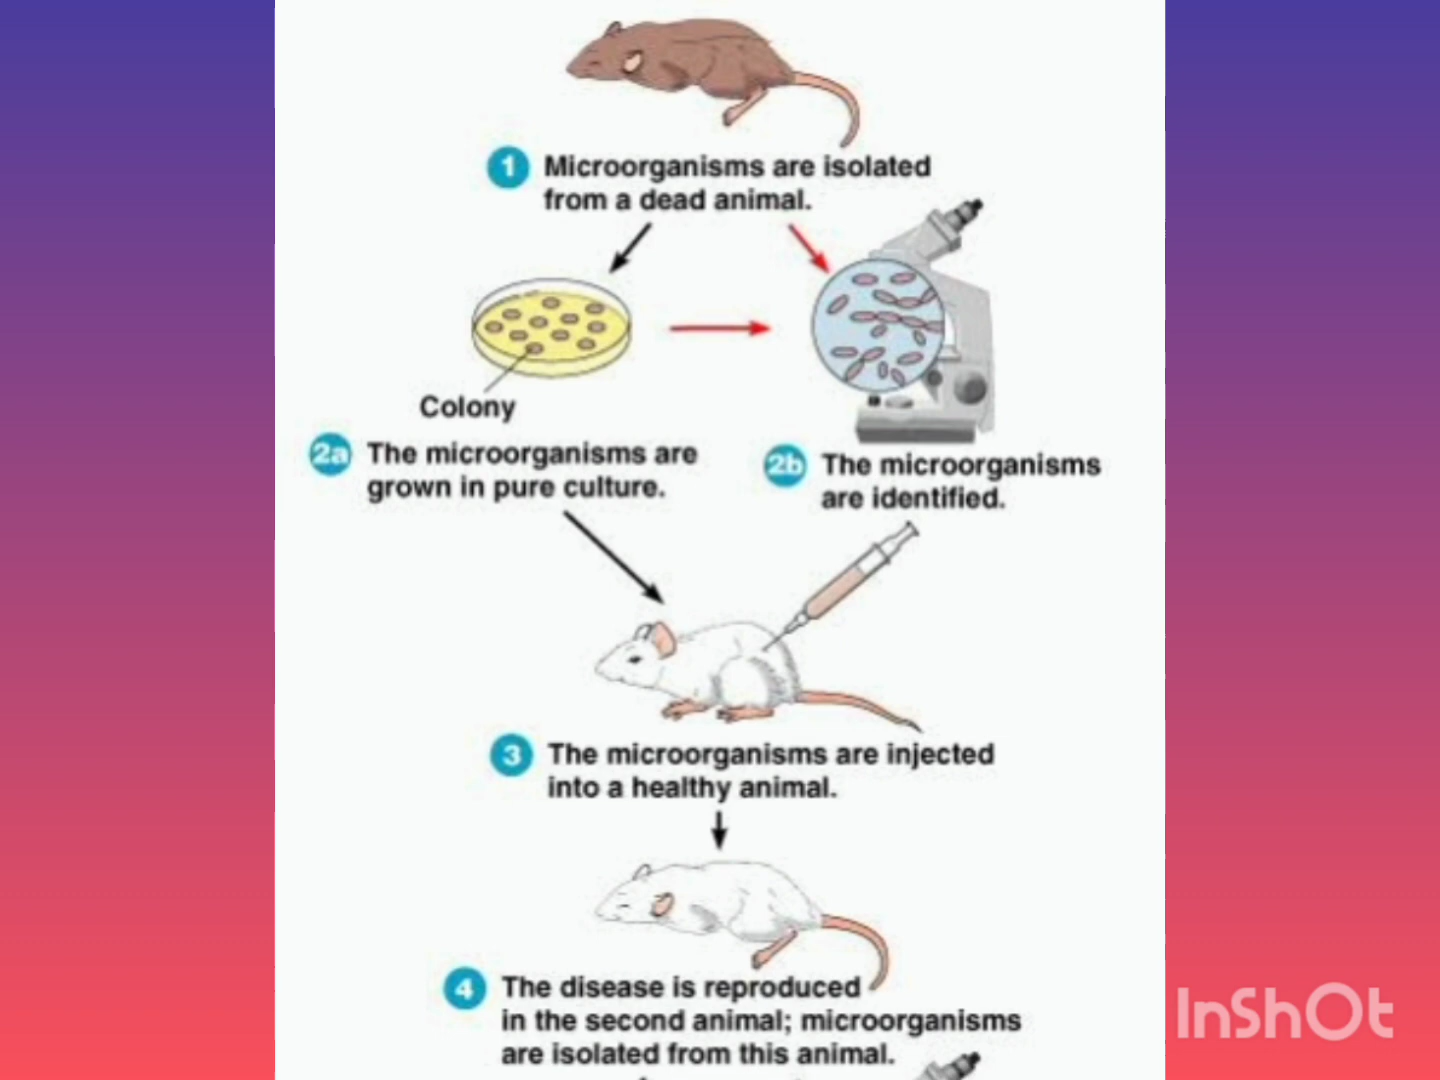 1 Microorganisms are isolated
from a dead animal.
Colony
2a The microorganisms are
grown in pure culture.
2b The microorganisms
are identified.
3 The microorganisms are injected
into a healthy animal.
4 The disease is reproduced
in the second animal; microorganisms
are isolated from this animal.
InShOt